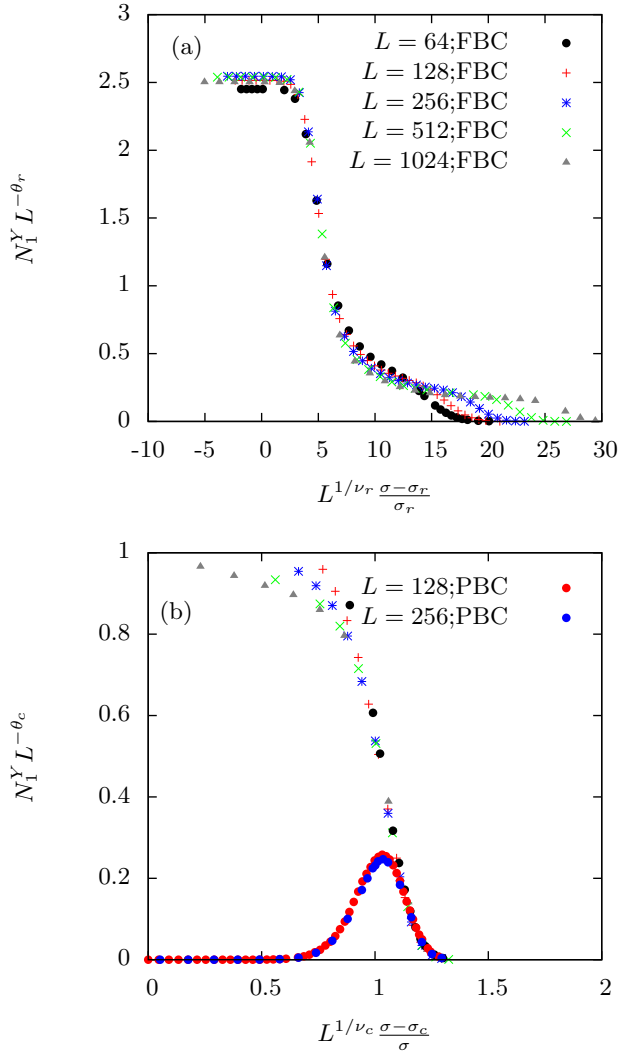 (a)
L = 64;FBC
L = 128;FBC
L = 256;FBC
L = 512;FBC
L = 1024;FBC
3
2.5
2
1.5
1
0.5
0
N₁^Y L^{-θ_r}
-10 -5 0 5 10 15 20 25 30
L^{1/ν_r} (σ−σ_r)/σ_r
(b)
L = 128;PBC
L = 256;PBC
1
0.8
0.6
0.4
0.2
0
N₁^Y L^{-θ_c}
0 0.5 1 1.5 2
L^{1/ν_c} (σ−σ_c)/σ